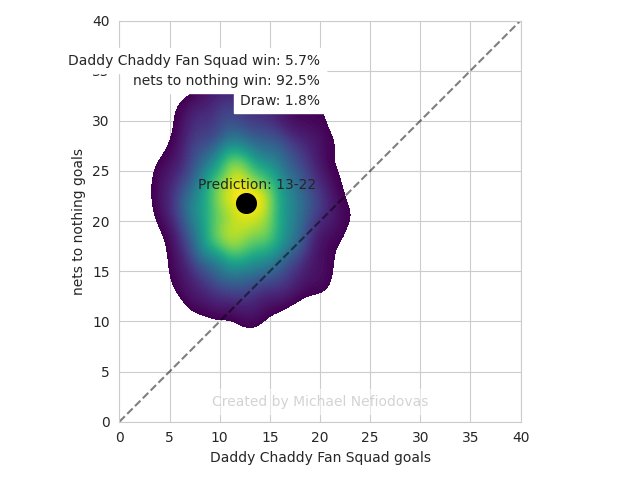 40
Daddy Chaddy Fan Squad win: 5.7%
nets to nothing win: 92.5%
Draw: 1.8%
30
25
Prediction: 13-22
20
15
10
5
0
nets to nothing goals
Created by Michael Nefiodovas
0 5 10 15 20 25 30 35 40
Daddy Chaddy Fan Squad goals